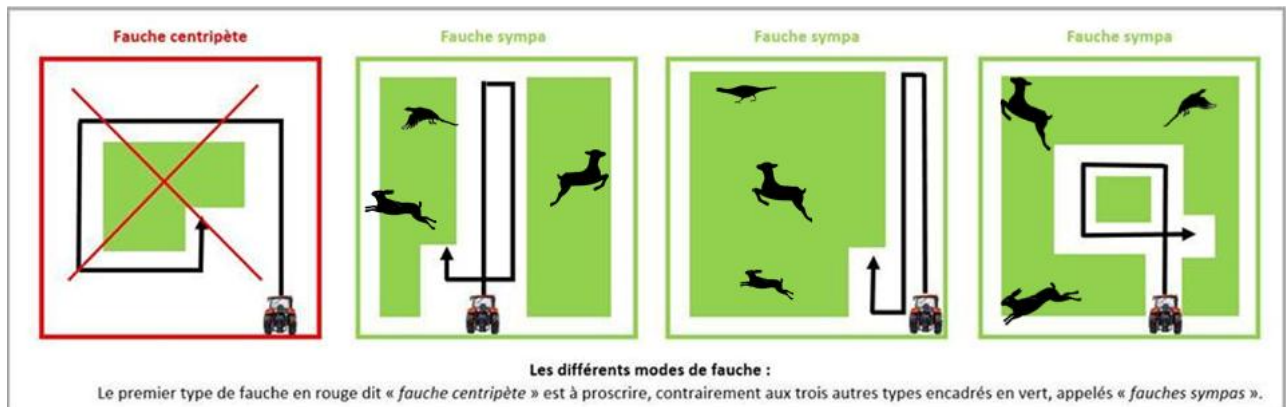 Fauche centripète
Fauche sympa
Fauche sympa
Fauche sympa
Les différents modes de fauche :
Le premier type de fauche en rouge dit « fauche centripète » est à proscrire, contrairement aux trois autres types encadrés en vert, appelés « fauches sympas ».